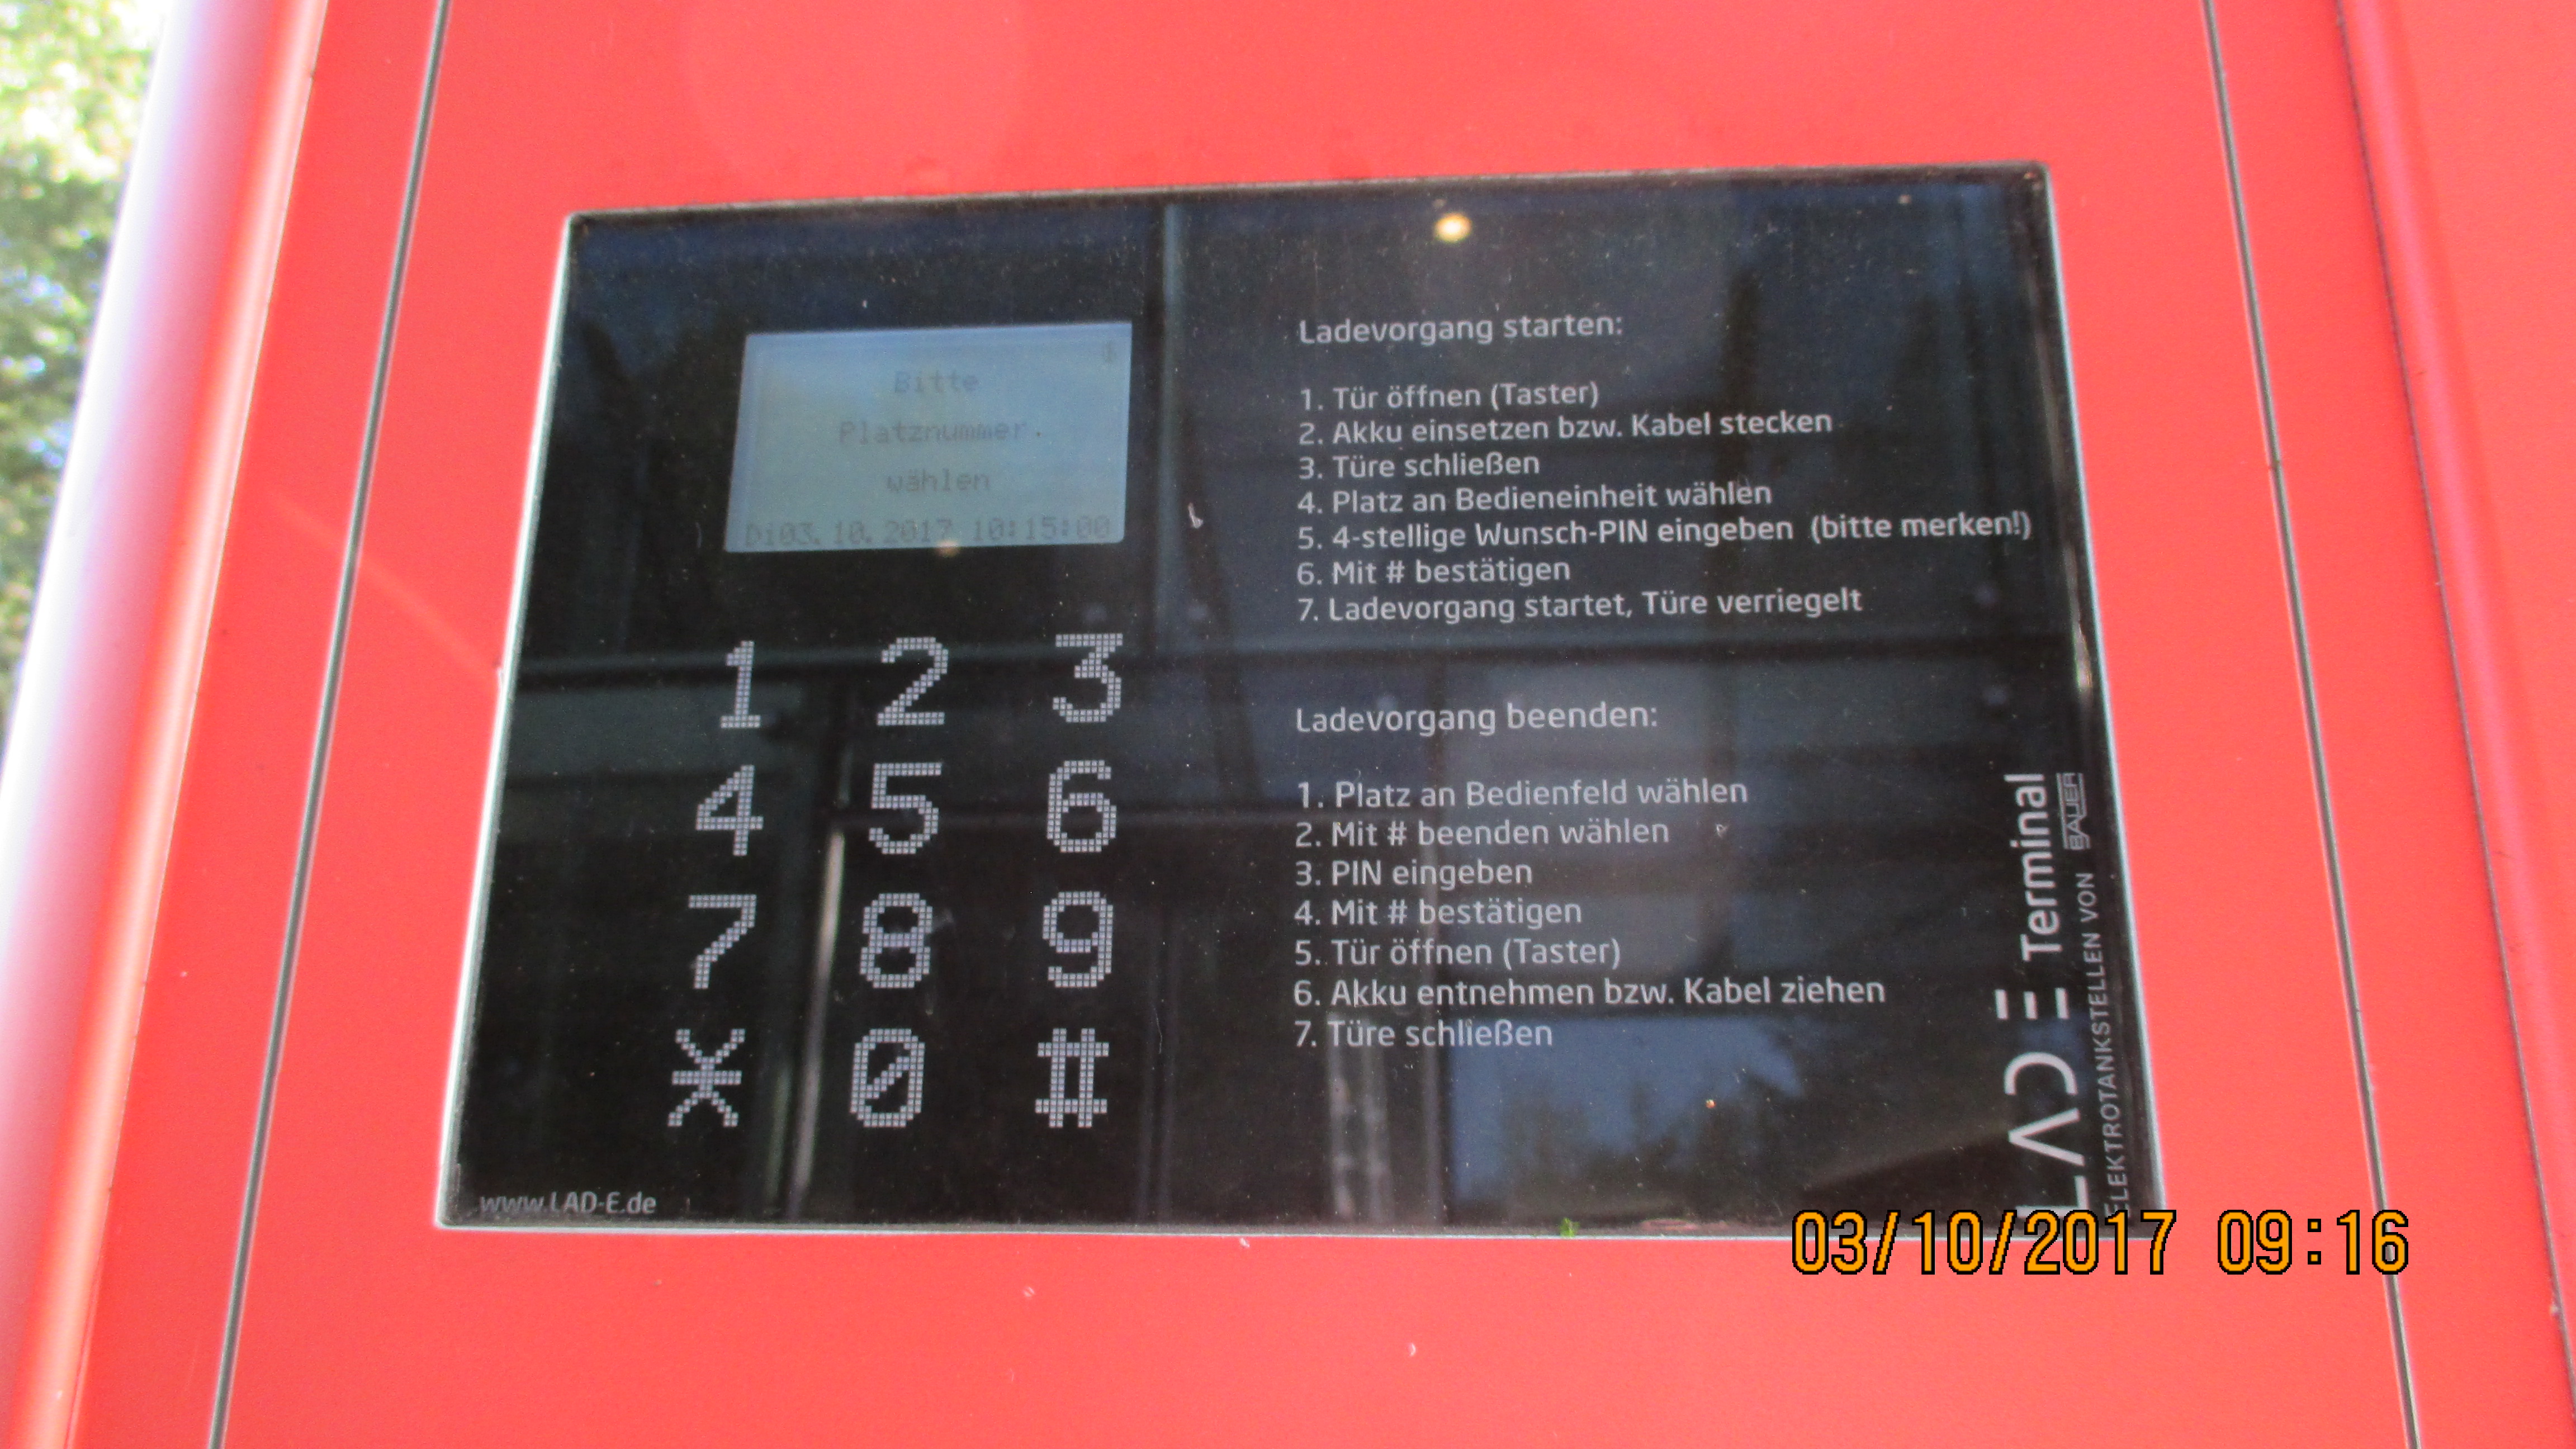 Bitte
Platznummer
wählen
Di03.10.2017 10:15:00
1 2 3
4 5 6
7 8 9
* 0 #
www.LAD-E.de
Ladevorgang starten:
1. Tür öffnen (Taster)
2. Akku einsetzen bzw. Kabel stecken
3. Türe schließen
4. Platz an Bedieneinheit wählen
5. 4-stellige Wunsch-PIN eingeben (bitte merken!)
6. Mit # bestätigen
7. Ladevorgang startet, Türe verriegelt
Ladevorgang beenden:
1. Platz an Bedienfeld wählen
2. Mit # beenden wählen
3. PIN eingeben
4. Mit # bestätigen
5. Tür öffnen (Taster)
6. Akku entnehmen bzw. Kabel ziehen
7. Türe schließen
LADE Terminal
ELEKTROTANKSTELLEN VON BAUER
03/10/2017 09:16